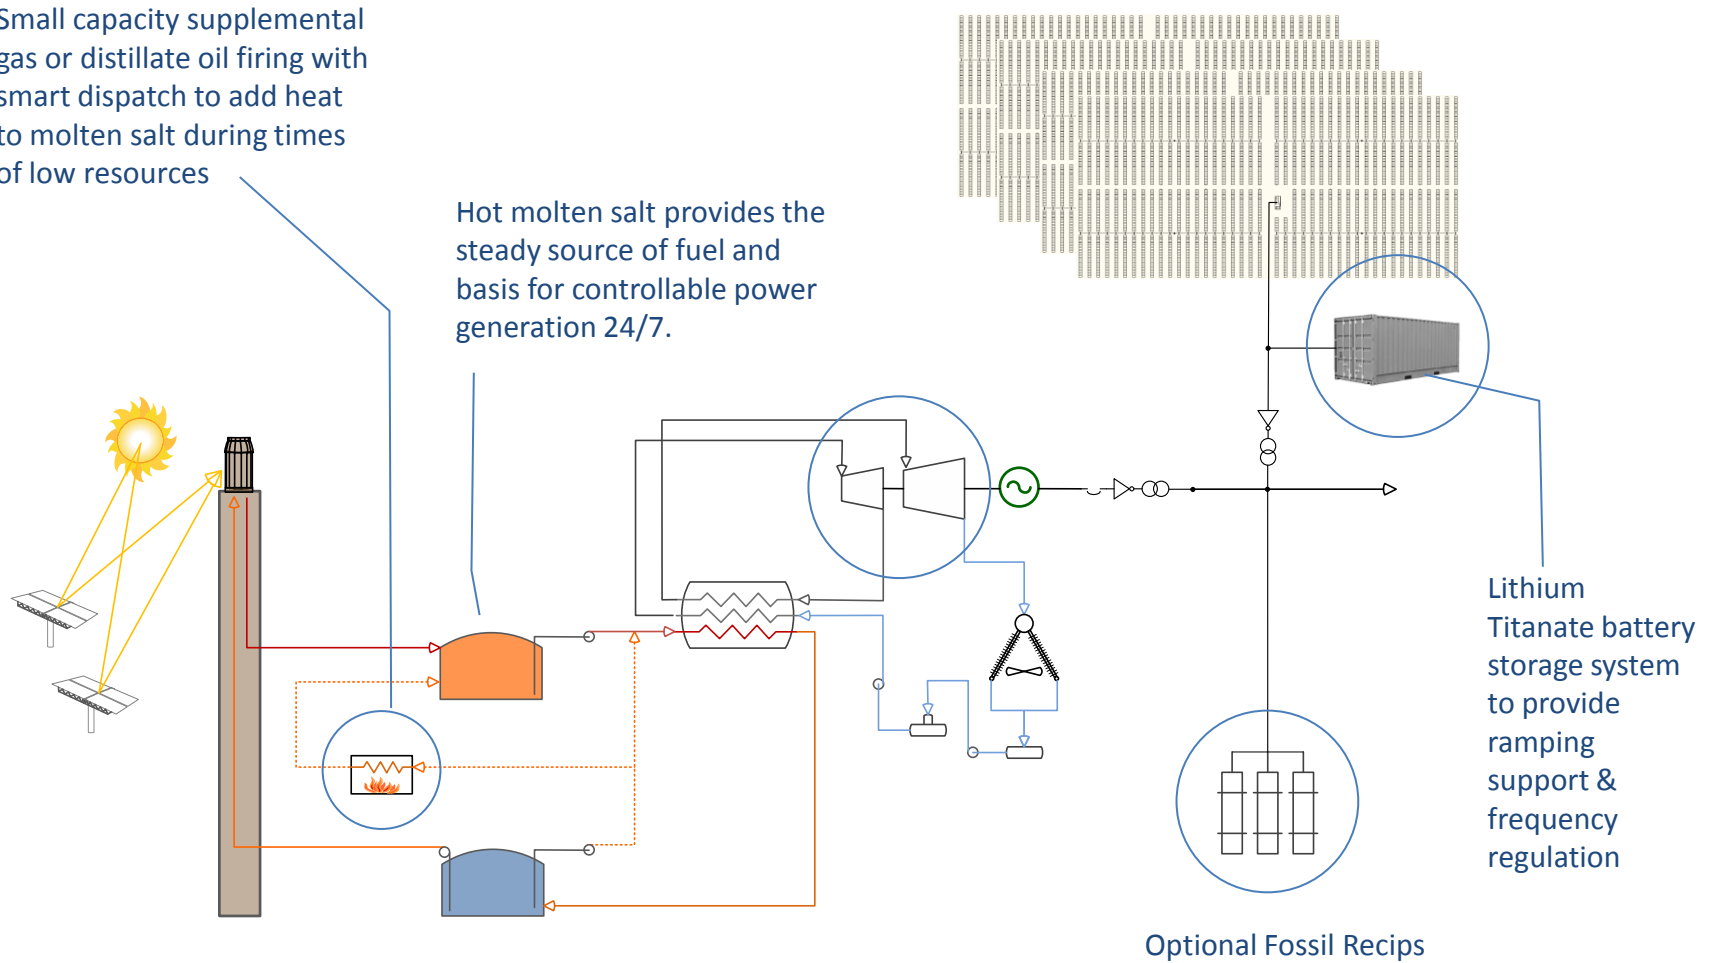 Small capacity supplemental
gas or distillate oil firing with
smart dispatch to add heat
to molten salt during times
of low resources
Hot molten salt provides the
steady source of fuel and
basis for controllable power
generation 24/7.
Lithium
Titanate battery
storage system
to provide
ramping
support &
frequency
regulation
Optional Fossil Recips